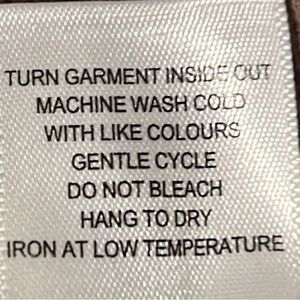 TURN GARMENT INSIDE OUT
MACHINE WASH COLD
WITH LIKE COLOURS
GENTLE CYCLE
DO NOT BLEACH
HANG TO DRY
IRON AT LOW TEMPERATURE